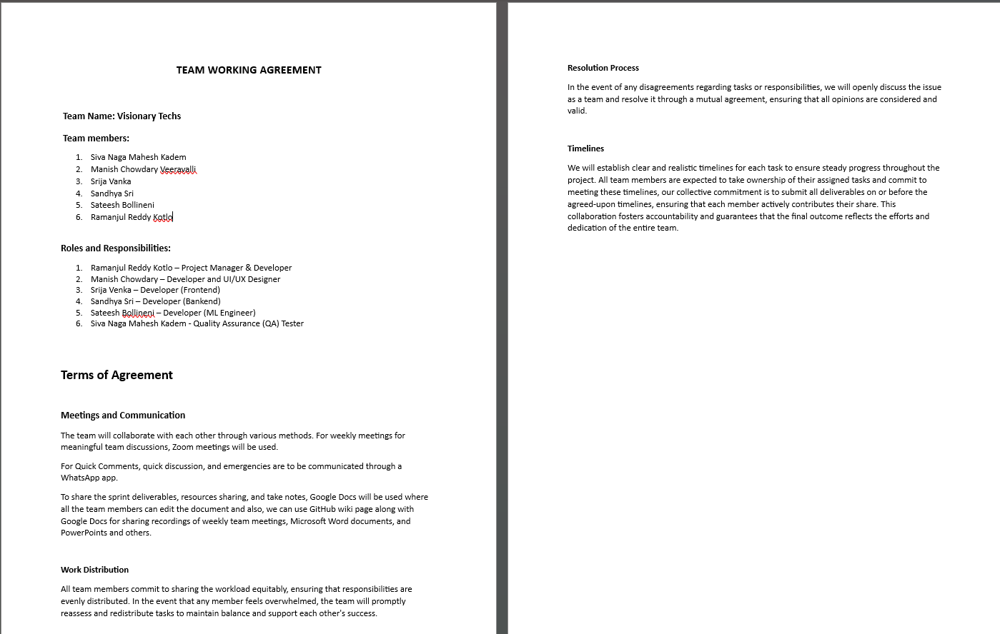 TEAM WORKING AGREEMENT
Team Name: Visionary Techs
Team members:
1. Siva Naga Mahesh Kadem
2. Manish Chowdary Veeravalli
3. Srija Vanka
4. Sandhya Sri
5. Sateesh Bollineni
6. Ramanjul Reddy Kotlo
Roles and Responsibilities:
1. Ramanjul Reddy Kotlo – Project Manager & Developer
2. Manish Chowdary – Developer and UI/UX Designer
3. Srija Venka – Developer (Frontend)
4. Sandhya Sri – Developer (Bankend)
5. Sateesh Bollineni – Developer (ML Engineer)
6. Siva Naga Mahesh Kadem - Quality Assurance (QA) Tester
Terms of Agreement
Meetings and Communication
The team will collaborate with each other through various methods. For weekly meetings for
meaningful team discussions, Zoom meetings will be used.
For Quick Comments, quick discussion, and emergencies are to be communicated through a
WhatsApp app.
To share the sprint deliverables, resources sharing, and take notes, Google Docs will be used where
all the team members can edit the document and also, we can use GitHub wiki page along with
Google Docs for sharing recordings of weekly team meetings, Microsoft Word documents, and
PowerPoints and others.
Work Distribution
All team members commit to sharing the workload equitably, ensuring that responsibilities are
evenly distributed. In the event that any member feels overwhelmed, the team will promptly
reassess and redistribute tasks to maintain balance and support each other's success.
Resolution Process
In the event of any disagreements regarding tasks or responsibilities, we will openly discuss the issue
as a team and resolve it through a mutual agreement, ensuring that all opinions are considered and
valid.
Timelines
We will establish clear and realistic timelines for each task to ensure steady progress throughout the
project. All team members are expected to take ownership of their assigned tasks and commit to
meeting these timelines, our collective commitment is to submit all deliverables on or before the
agreed-upon timelines, ensuring that each member actively contributes their share. This
collaboration fosters accountability and guarantees that the final outcome reflects the efforts and
dedication of the entire team.